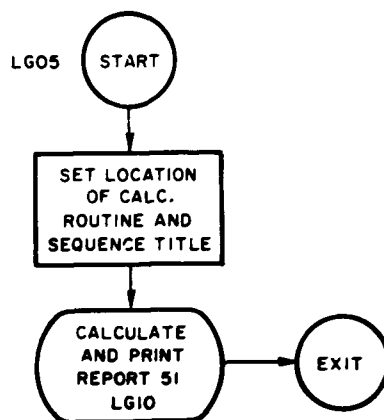 LG05 START
SET LOCATION
OF CALC.
ROUTINE AND
SEQUENCE TITLE
CALCULATE
AND PRINT
REPORT 51
LG10
EXIT